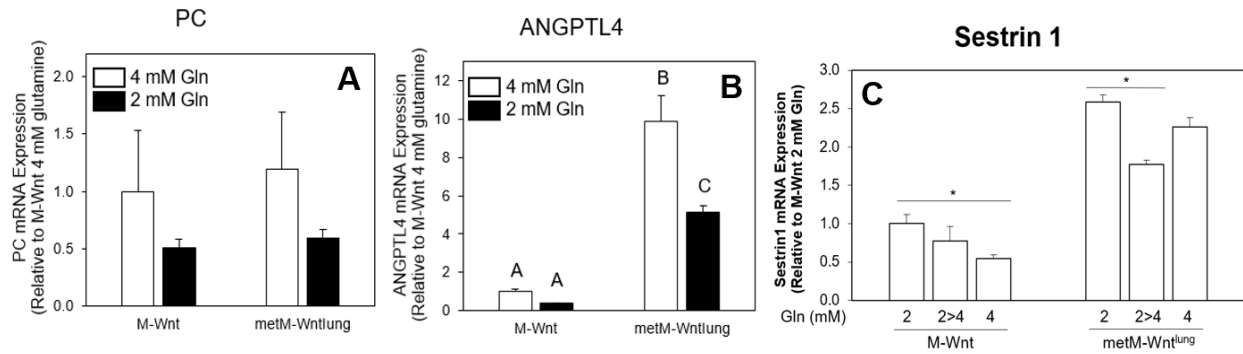 PC
PC mRNA Expression
(Relative to M-Wnt 4 mM glutamine)
2.0
1.5
1.0
0.5
0.0
4 mM Gln
2 mM Gln
A
M-Wnt
metM-Wntlung
ANGPTL4
ANGPTL4 mRNA Expression
(Relative to M-Wnt 4 mM glutamine)
12
10
8
6
4
2
0
4 mM Gln
2 mM Gln
B
A
A
B
C
M-Wnt
metM-Wntlung
Sestrin 1
Sestrin1 mRNA Expression
(Relative to M-Wnt 2 mM Gln)
3.0
2.5
2.0
1.5
1.0
0.5
0.0
C
*
*
Gln (mM) 2 2>4 4 2 2>4 4
M-Wnt metM-Wntlung